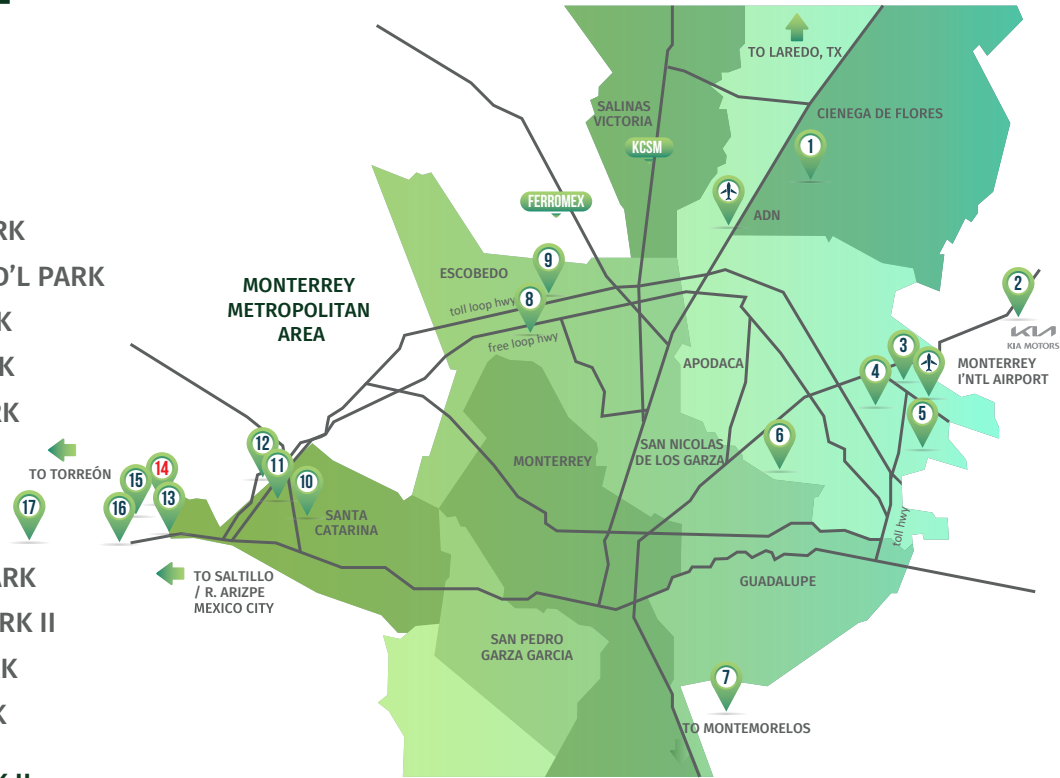 RK
D'L PARK
K
K
RK
ARK
RK II
K
K
K II
MONTERREY
METROPOLITAN
AREA
TO LAREDO, TX
SALINAS
VICTORIA
KCSM
CIENEGA DE FLORES
1
ADN
FERROMEX
ESCOBEDO
9
8
toll loop hwy
free loop hwy
2
KIA
KIA MOTORS
3
4
MONTERREY
I'NTL AIRPORT
5
APODACA
6
SAN NICOLAS
DE LOS GARZA
MONTERREY
12
11
10
TO TORREÓN
14
15
13
16
17
SANTA
CATARINA
toll hwy
TO SALTILLO
/ R. ARIZPE
MEXICO CITY
GUADALUPE
SAN PEDRO
GARZA GARCIA
7
TO MONTEMORELOS